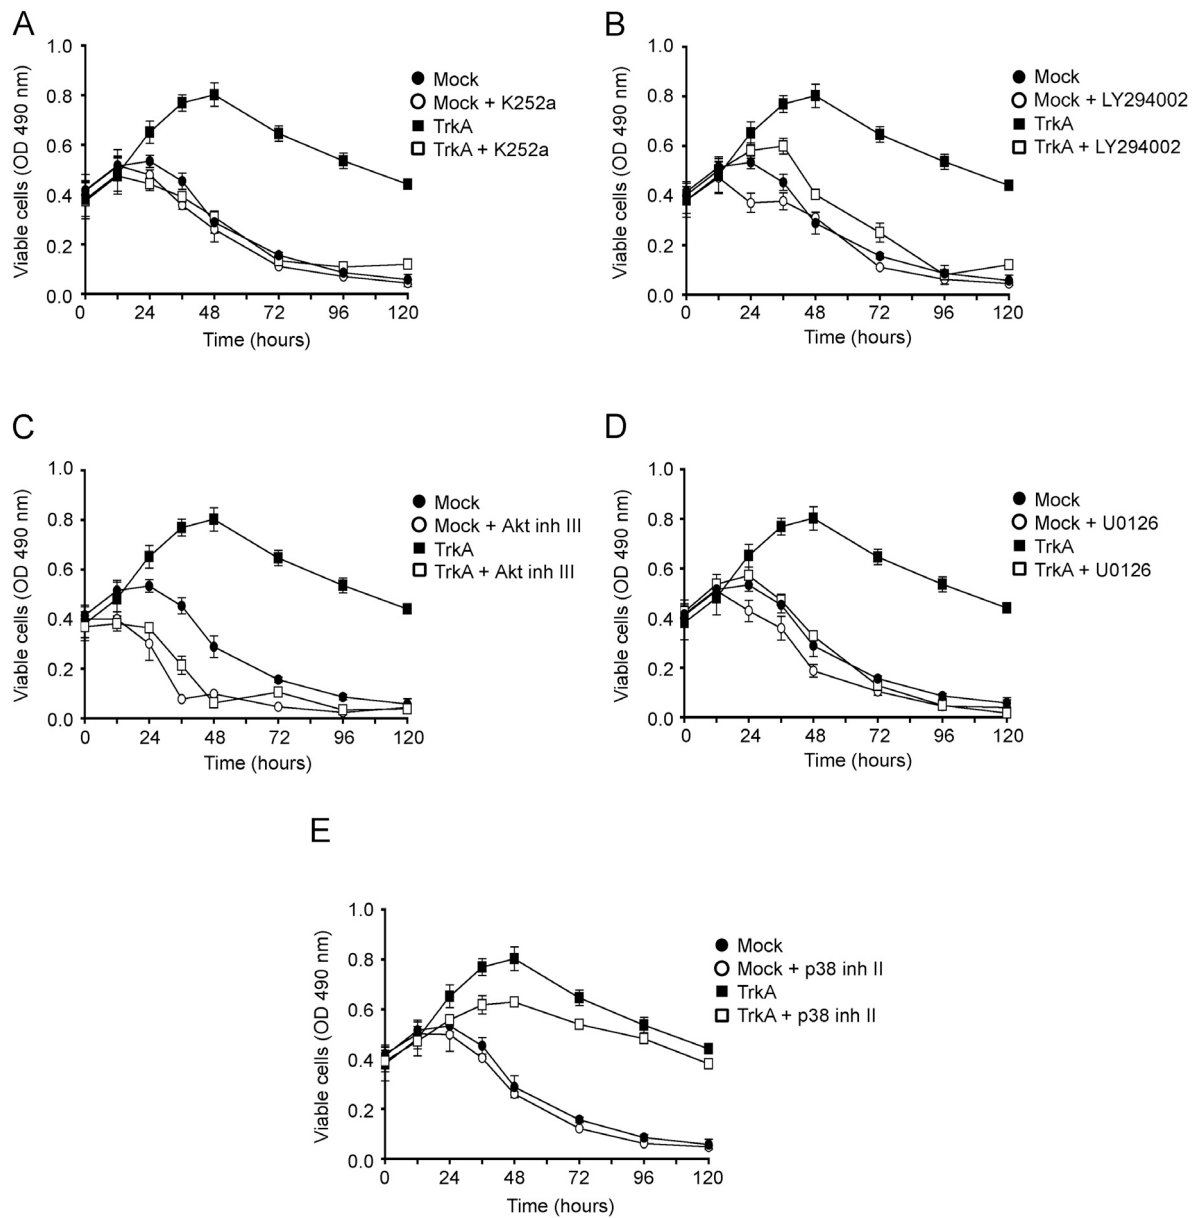 A
Viable cells (OD 490 nm)
1.0
0.8
0.6
0.4
0.2
0.0
0 24 48 72 96 120
Time (hours)
Mock
Mock + K252a
TrkA
TrkA + K252a
B
Viable cells (OD 490 nm)
1.0
0.8
0.6
0.4
0.2
0.0
0 24 48 72 96 120
Time (hours)
Mock
Mock + LY294002
TrkA
TrkA + LY294002
C
Viable cells (OD 490 nm)
1.0
0.8
0.6
0.4
0.2
0.0
0 24 48 72 96 120
Time (hours)
Mock
Mock + Akt inh III
TrkA
TrkA + Akt inh III
D
Viable cells (OD 490 nm)
1.0
0.8
0.6
0.4
0.2
0.0
0 24 48 72 96 120
Time (hours)
Mock
Mock + U0126
TrkA
TrkA + U0126
E
Viable cells (OD 490 nm)
1.0
0.8
0.6
0.4
0.2
0.0
0 24 48 72 96 120
Time (hours)
Mock
Mock + p38 inh II
TrkA
TrkA + p38 inh II